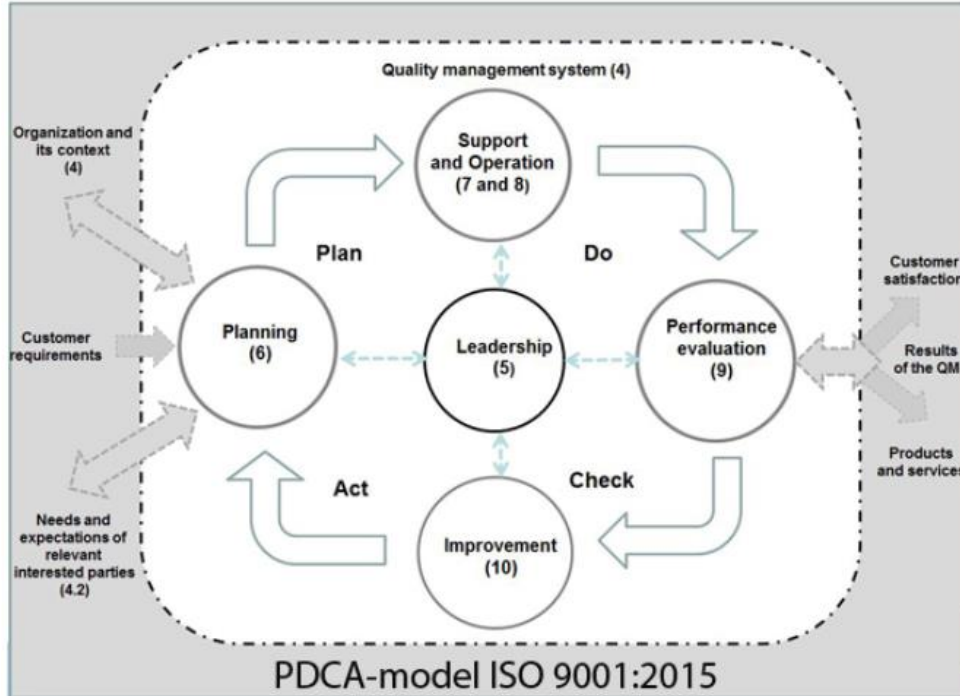 Quality management system (4)
Organization and
its context
(4)
Support
and Operation
(7 and 8)
Plan
Do
Customer
satisfaction
Customer
requirements
Planning
(6)
Leadership
(5)
Performance
evaluation
(9)
Results
of the QM
Products
and services
Act
Check
Needs and
expectations of
relevant
interested parties
(4.2)
Improvement
(10)
PDCA-model ISO 9001:2015